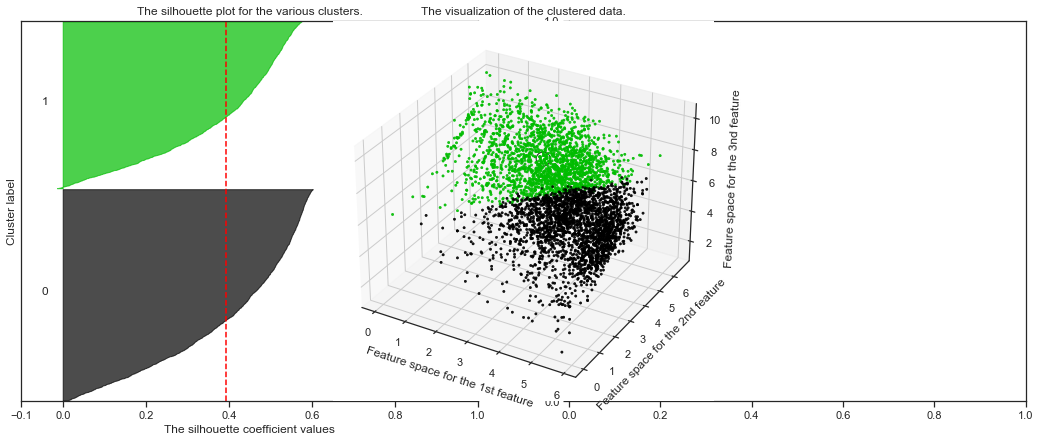 The silhouette plot for the various clusters.
The visualization of the clustered data.
Cluster label
1
0
−0.1 0.0 0.2 0.4 0.6 1.0
The silhouette coefficient values
0 1 2 3 4 5 6
Feature space for the 1st feature
0 1 2 3 4 5 6
Feature space for the 2nd feature
2 4 6 8 10
Feature space for the 3nd feature
0.0 0.2 0.4 0.6 0.8 1.0